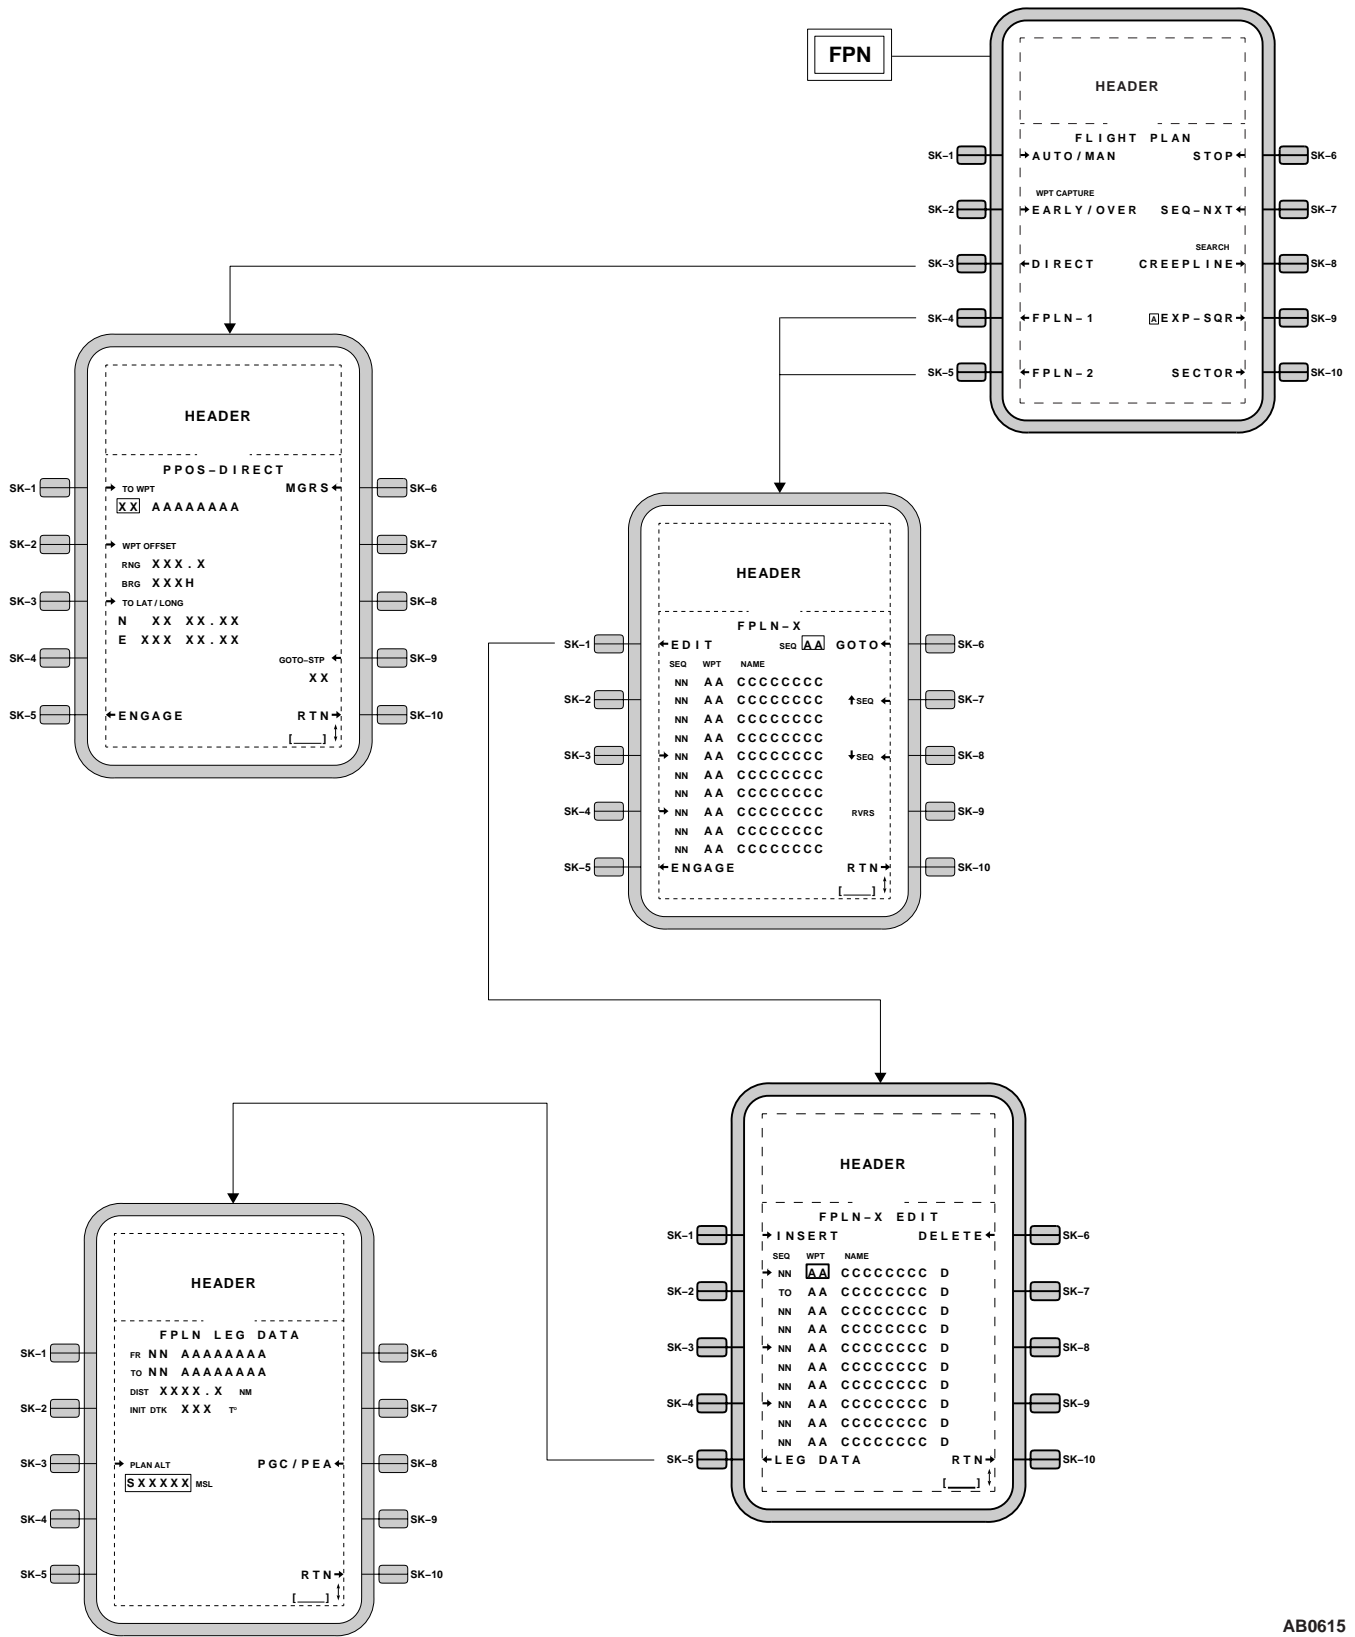 FPN
HEADER
FLIGHT PLAN
SK–1 →AUTO/MAN STOP← SK–6
WPT CAPTURE
SK–2 →EARLY/OVER SEQ–NXT← SK–7
SEARCH
SK–3 ←DIRECT CREEPLINE→ SK–8
SK–4 ←FPLN–1 A EXP–SQR→ SK–9
SK–5 ←FPLN–2 SECTOR→ SK–10
HEADER
PPOS–DIRECT
SK–1 → TO WPT MGRS← SK–6
XX AAAAAAAA
SK–2 → WPT OFFSET SK–7
RNG XXX.X
BRG XXXH
SK–3 → TO LAT / LONG SK–8
N XX XX.XX
E XXX XX.XX
SK–4 GOTO–STP ← SK–9
XX
SK–5 ←ENGAGE RTN→ SK–10
[____]↕
HEADER
FPLN–X
SK–1 ←EDIT SEQ AA GOTO← SK–6
SEQ WPT NAME
NN AA CCCCCCCC
SK–2 NN AA CCCCCCCC ↑SEQ ← SK–7
NN AA CCCCCCCC
NN AA CCCCCCCC
SK–3 → NN AA CCCCCCCC ↓SEQ ← SK–8
NN AA CCCCCCCC
NN AA CCCCCCCC
SK–4 → NN AA CCCCCCCC RVRS SK–9
NN AA CCCCCCCC
NN AA CCCCCCCC
SK–5 ←ENGAGE RTN→ SK–10
[____]↕
HEADER
FPLN–X EDIT
SK–1 →INSERT DELETE← SK–6
SEQ WPT NAME
→ NN AA CCCCCCCC D
SK–2 TO AA CCCCCCCC D SK–7
NN AA CCCCCCCC D
NN AA CCCCCCCC D
SK–3 → NN AA CCCCCCCC D SK–8
NN AA CCCCCCCC D
NN AA CCCCCCCC D
SK–4 → NN AA CCCCCCCC D SK–9
NN AA CCCCCCCC D
NN AA CCCCCCCC D
SK–5 ←LEG DATA RTN→ SK–10
[____]↕
HEADER
FPLN LEG DATA
SK–1 FR NN AAAAAAAA SK–6
TO NN AAAAAAAA
DIST XXXX.X NM
SK–2 INIT DTK XXX T° SK–7
SK–3 → PLAN ALT PGC/PEA← SK–8
SXXXXX MSL
SK–4 SK–9
SK–5 RTN→ SK–10
[____]↕
AB0615